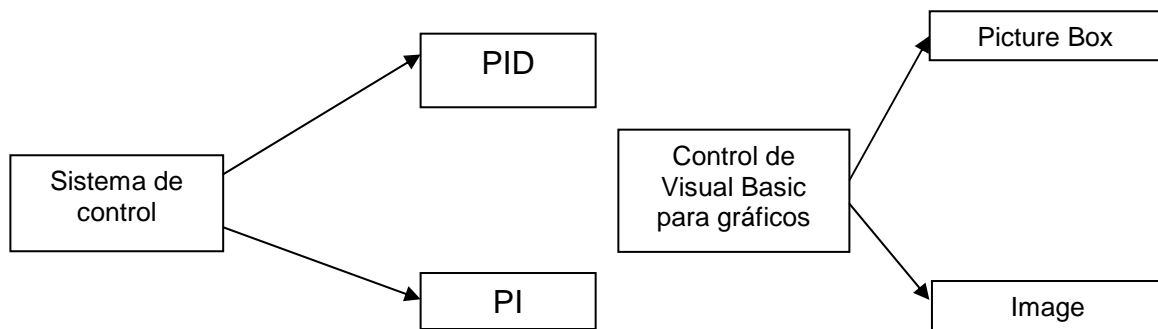 PID
Sistema de
control
PI
Picture Box
Control de
Visual Basic
para gráficos
Image